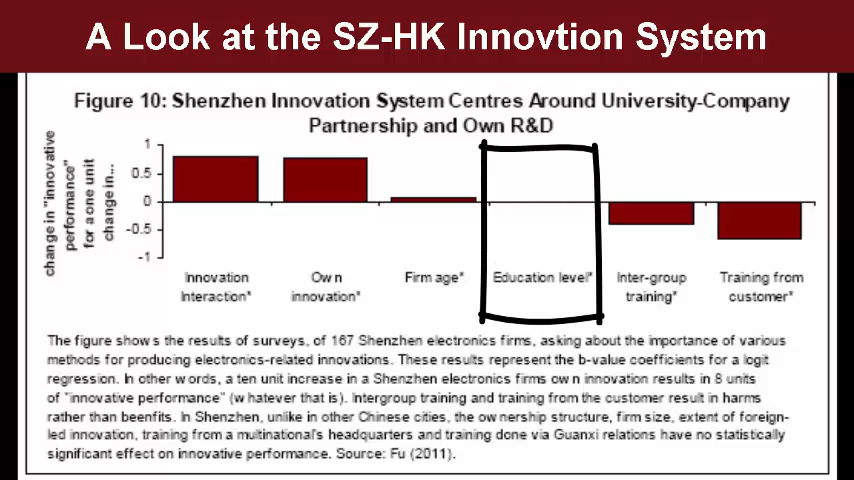 A Look at the SZ-HK Innovtion System
Figure 10: Shenzhen Innovation System Centres Around University-Company
Partnership and Own R&D
change in "innovative
performance"
for a one unit
change in...
1
0.5
0
-0.5
-1
Innovation
Interaction*
Own
innovation*
Firm age*
Education level*
Inter-group
training*
Training from
customer*
The figure shows the results of surveys, of 167 Shenzhen electronics firms, asking about the importance of various
methods for producing electronics-related innovations. These results represent the b-value coefficients for a logit
regression. In other words, a ten unit increase in a Shenzhen electronics firms own innovation results in 8 units
of "innovative performance" (whatever that is). Intergroup training and training from the customer result in harms
rather than beenfits. In Shenzhen, unlike in other Chinese cities, the ownership structure, firm size, extent of foreign-
led innovation, training from a multinational's headquarters and training done via Guanxi relations have no statistically
significant effect on innovative performance. Source: Fu (2011).